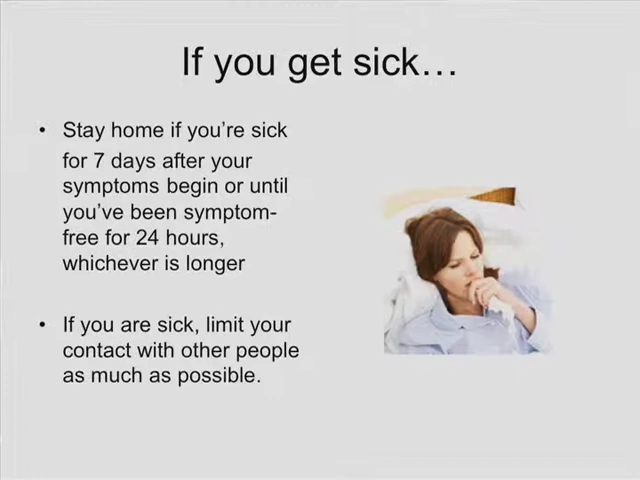 If you get sick…
• Stay home if you’re sick
for 7 days after your
symptoms begin or until
you’ve been symptom-
free for 24 hours,
whichever is longer
• If you are sick, limit your
contact with other people
as much as possible.